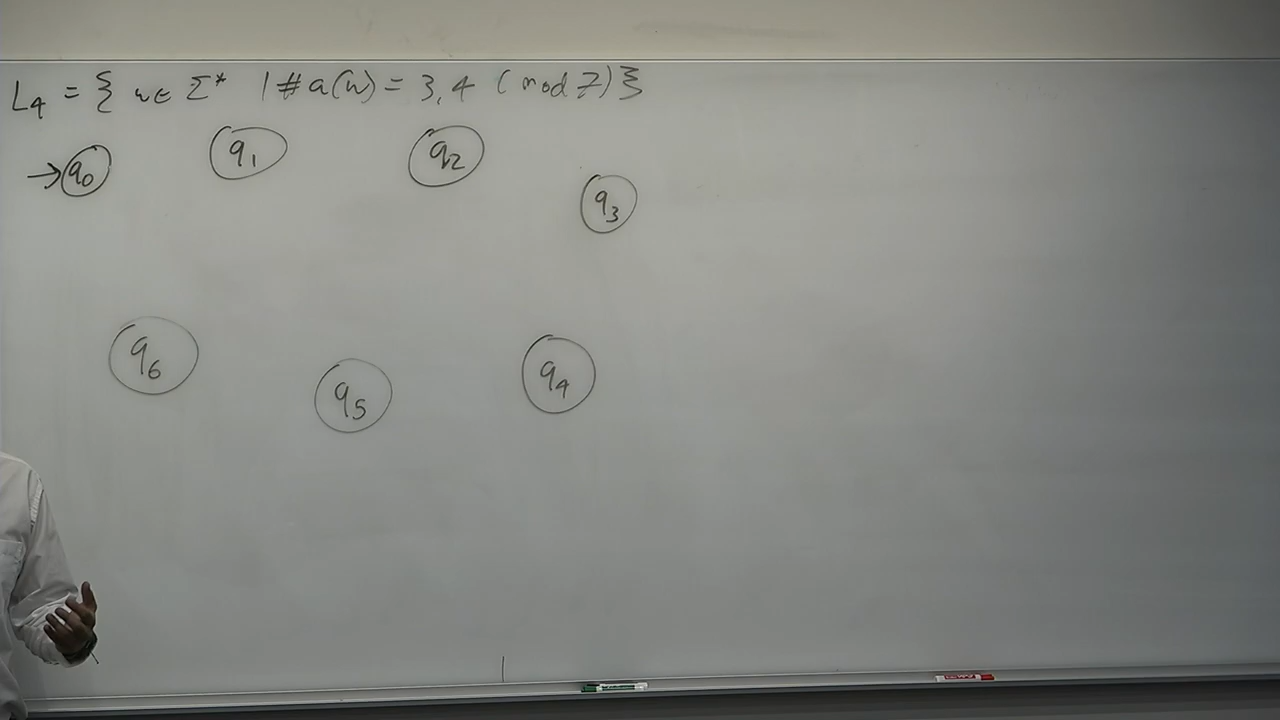 L₄ = { w ∈ Σ* | #a(w) = 3,4 (mod 7) }
→ q₀ q₁ q₂
q₃
q₆ q₅ q₄